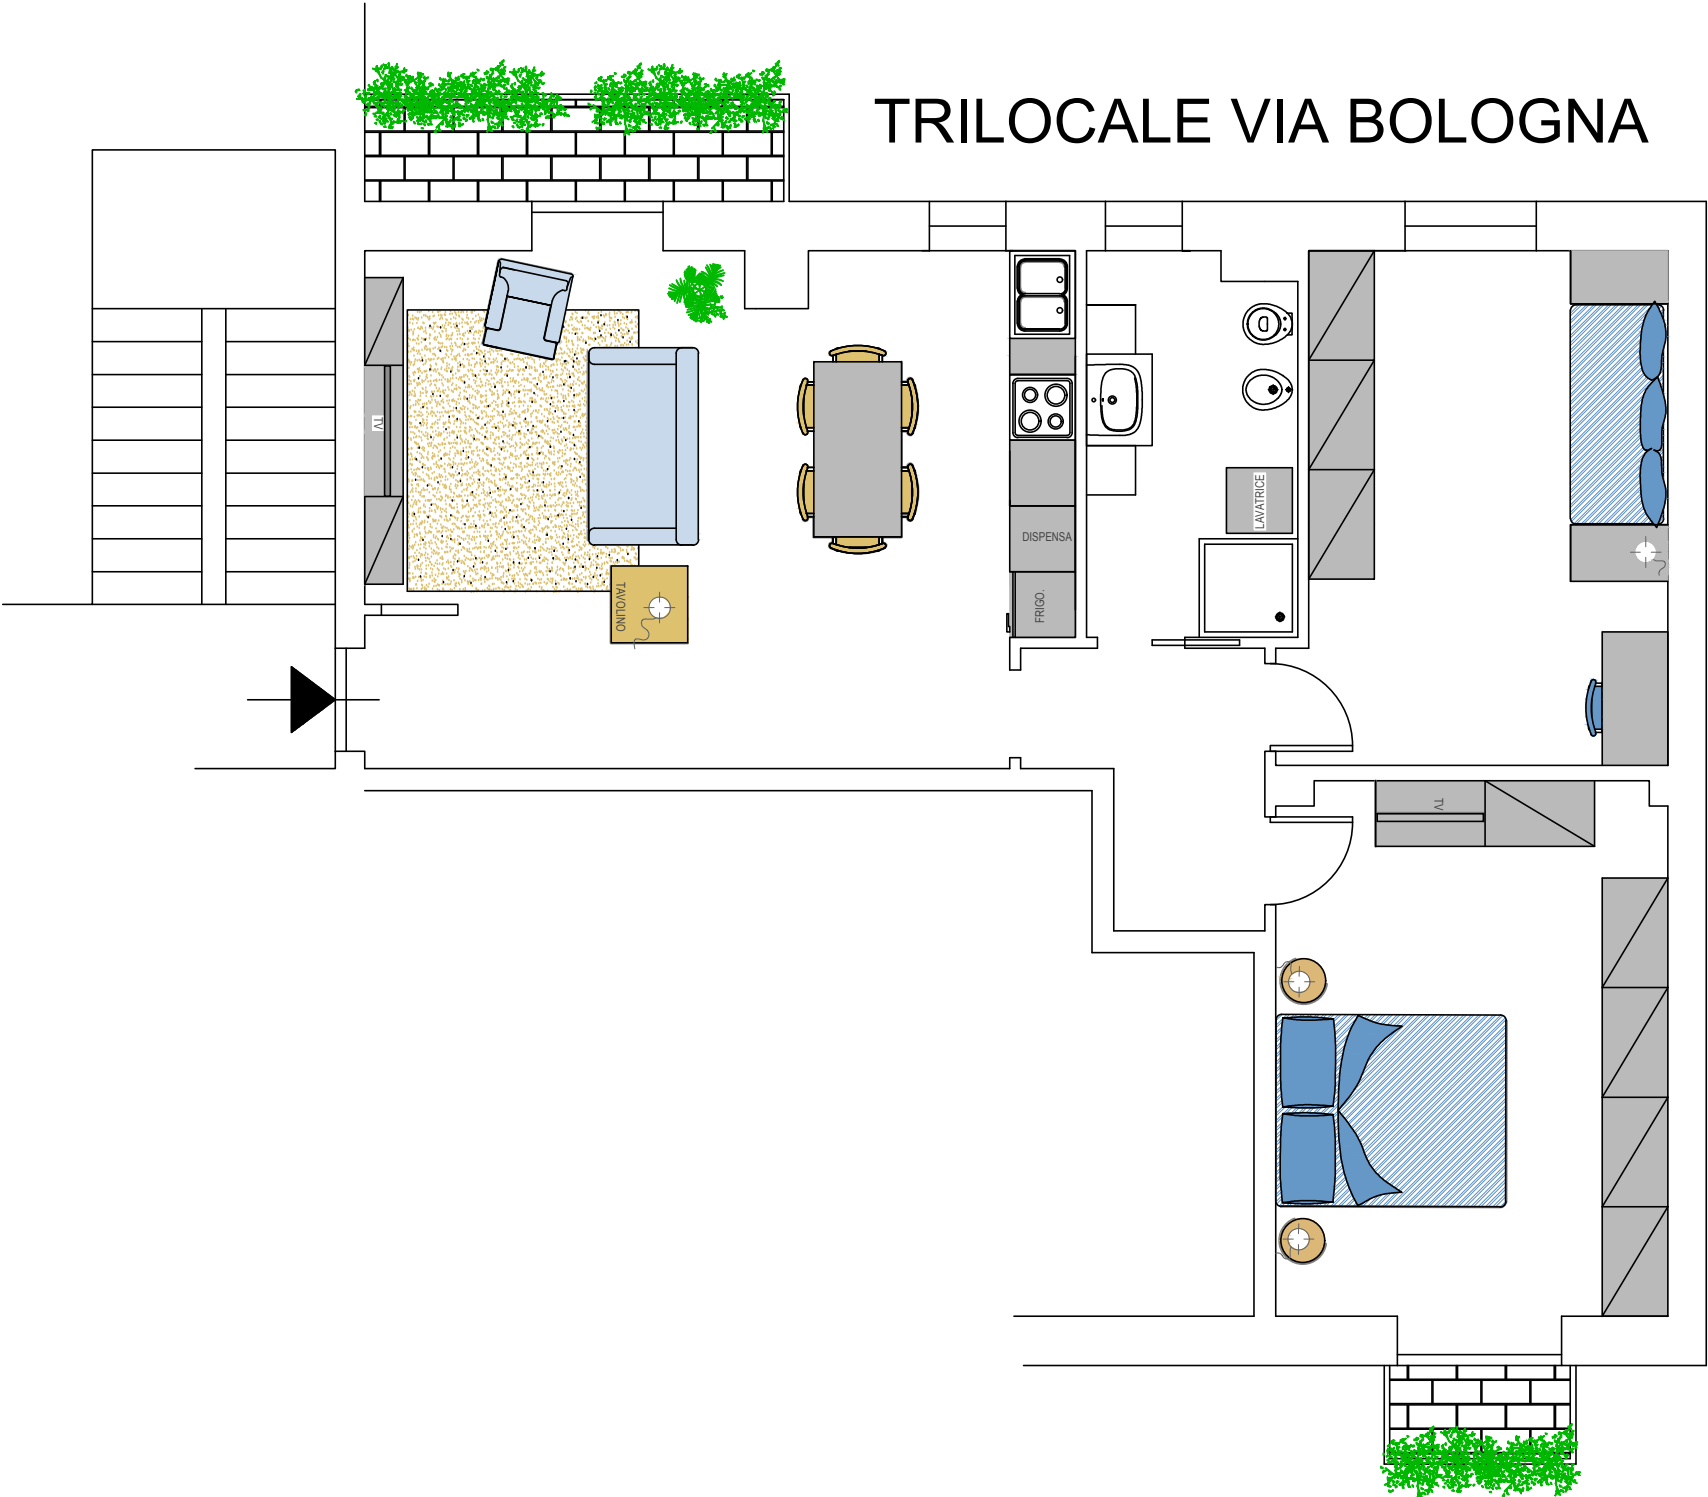 TRILOCALE VIA BOLOGNA
TV
TAVOLINO
DISPENSA
FRIGO.
LAVATRICE
TV